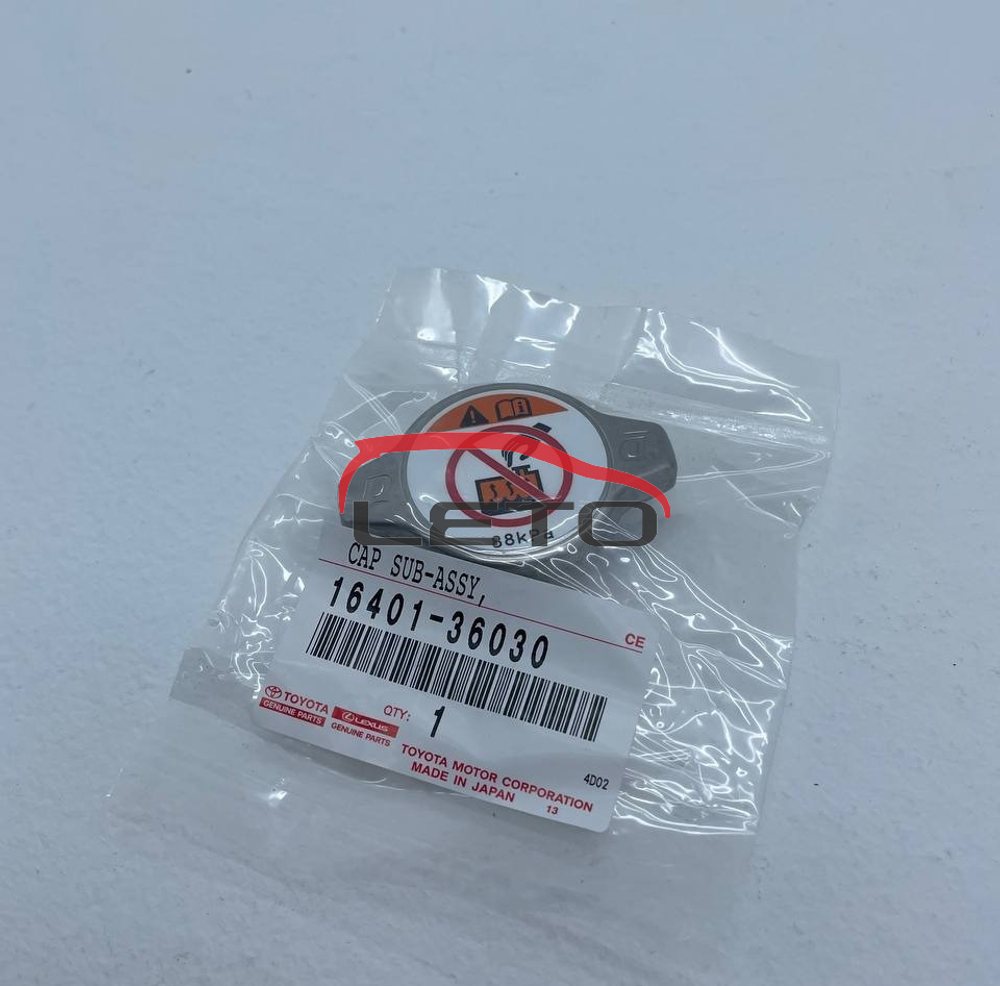 LETO
88kPa
CAP SUB-ASSY,
16401-36030
CE
TOYOTA
GENUINE PARTS
LEXUS
GENUINE PARTS
QTY: 1
TOYOTA MOTOR CORPORATION
MADE IN JAPAN 13
4D02